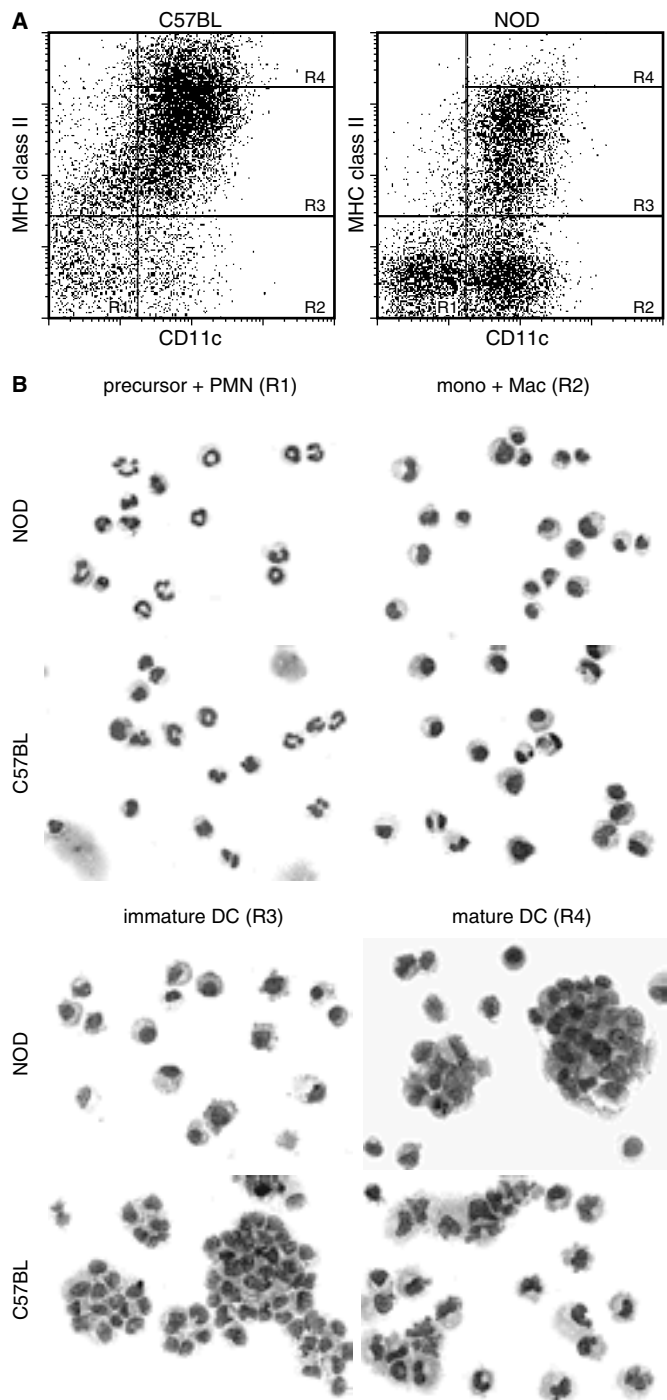 A
C57BL
NOD
MHC class II
R4
R3
R1
R2
CD11c
MHC class II
R4
R3
R1
R2
CD11c
B
precursor + PMN (R1)
mono + Mac (R2)
NOD
C57BL
immature DC (R3)
mature DC (R4)
NOD
C57BL